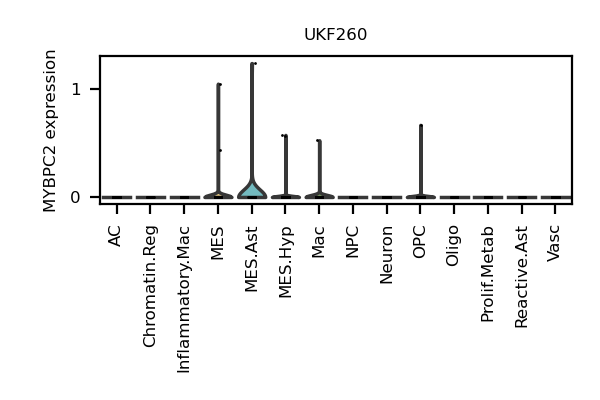 UKF260
MYBPC2 expression
1
0
AC
Chromatin.Reg
Inflammatory.Mac
MES
MES.Ast
MES.Hyp
Mac
NPC
Neuron
OPC
Oligo
Prolif.Metab
Reactive.Ast
Vasc